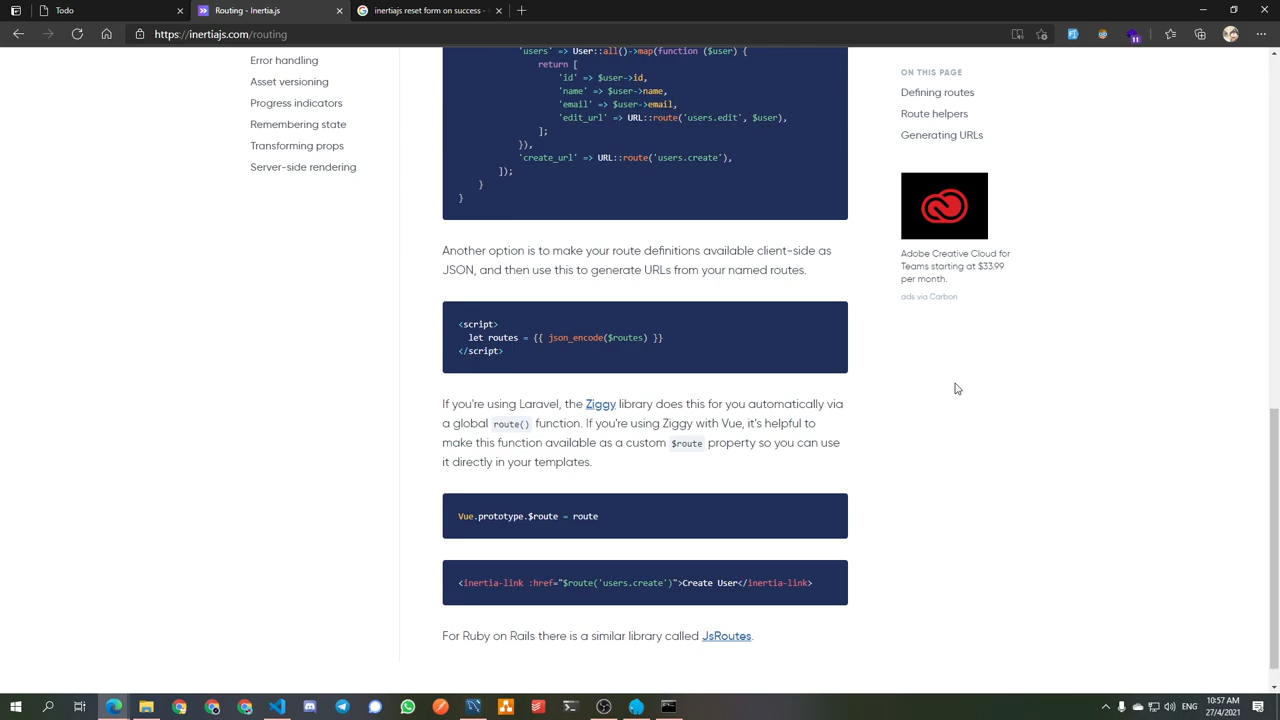 Todo
Routing - Inertia.js
inertiajs reset form on success -
https://inertiajs.com/routing
Error handling
Asset versioning
Progress indicators
Remembering state
Transforming props
Server-side rendering
'users' => User::all()->map(function ($user) {
return [
'id' => $user->id,
'name' => $user->name,
'email' => $user->email,
'edit_url' => URL::route('users.edit', $user),
];
}),
'create_url' => URL::route('users.create'),
]);
}
}
Another option is to make your route definitions available client-side as
JSON, and then use this to generate URLs from your named routes.
<script>
let routes = {{ json_encode($routes) }}
</script>
If you're using Laravel, the Ziggy library does this for you automatically via
a global route() function. If you're using Ziggy with Vue, it's helpful to
make this function available as a custom $route property so you can use
it directly in your templates.
Vue.prototype.$route = route
<inertia-link :href="$route('users.create')">Create User</inertia-link>
For Ruby on Rails there is a similar library called JsRoutes.
ON THIS PAGE
Defining routes
Route helpers
Generating URLs
Adobe Creative Cloud for
Teams starting at $33.99
per month.
ads via Carbon
ENG
10:57 AM
27/4/2021